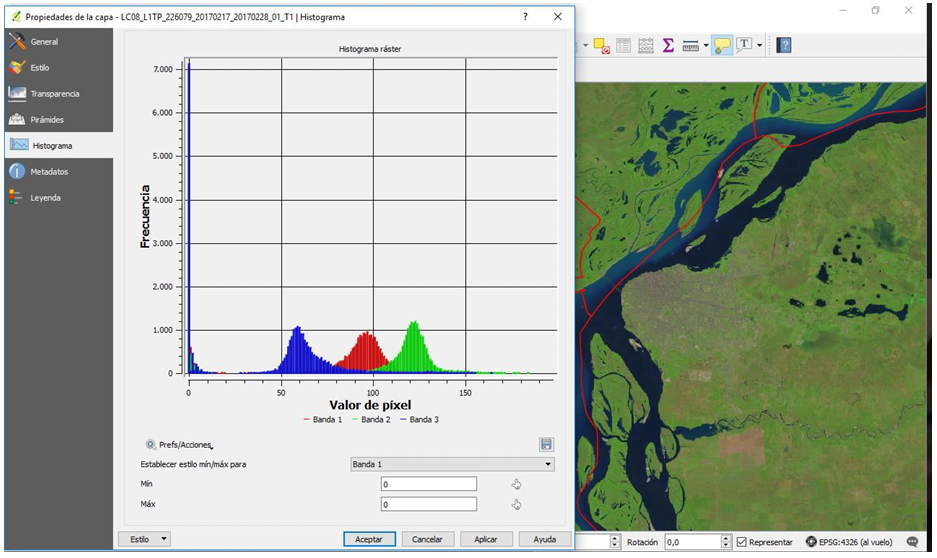 Propiedades de la capa - LC08_L1TP_226079_20170217_20170228_01_T1 | Histograma
General
Estilo
Transparencia
Pirámides
Histograma
Metadatos
Leyenda
Histograma ráster
Frecuencia
7.000
6.000
5.000
4.000
3.000
2.000
1.000
0
0 50 100 150
Valor de píxel
Banda 1 Banda 2 Banda 3
Prefs/Acciones
Establecer estilo mín/máx para Banda 1
Mín 0
Máx 0
Estilo Aceptar Cancelar Aplicar Ayuda
Rotación 0,0 Representar EPSG:4326 (al vuelo)